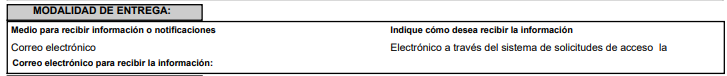 MODALIDAD DE ENTREGA:
Medio para recibir información o notificaciones
Indique cómo desea recibir la información
Correo electrónico
Electrónico a través del sistema de solicitudes de acceso la
Correo electrónico para recibir la información: